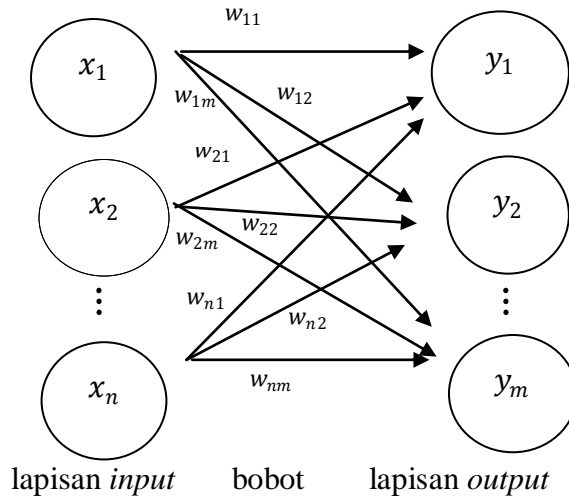 w₁₁
x₁ y₁
w₁ₘ w₁₂
w₂₁
x₂ y₂
w₂ₘ w₂₂
⋮ ⋮
wₙ₁ wₙ₂
xₙ yₘ
wₙₘ
lapisan input bobot lapisan output